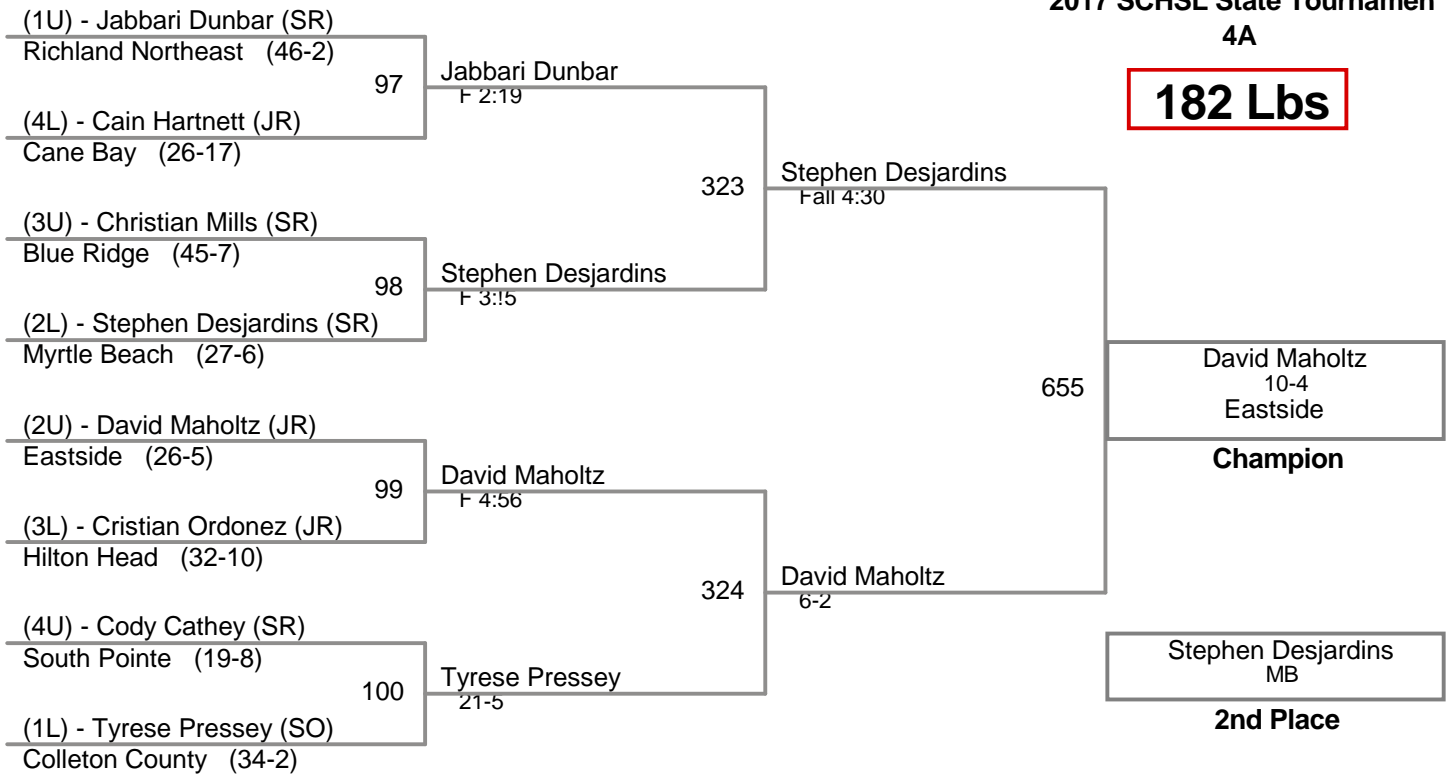 2017 SCHSL State Tournamen
4A
182 Lbs
(1U) - Jabbari Dunbar (SR)
Richland Northeast (46-2)
97
Jabbari Dunbar
F 2:19
(4L) - Cain Hartnett (JR)
Cane Bay (26-17)
323
Stephen Desjardins
Fall 4:30
(3U) - Christian Mills (SR)
Blue Ridge (45-7)
98
Stephen Desjardins
F 3:!5
(2L) - Stephen Desjardins (SR)
Myrtle Beach (27-6)
655
David Maholtz
10-4
Eastside
Champion
(2U) - David Maholtz (JR)
Eastside (26-5)
99
David Maholtz
F 4:56
(3L) - Cristian Ordonez (JR)
Hilton Head (32-10)
324
David Maholtz
6-2
(4U) - Cody Cathey (SR)
South Pointe (19-8)
100
Tyrese Pressey
21-5
(1L) - Tyrese Pressey (SO)
Colleton County (34-2)
Stephen Desjardins
MB
2nd Place